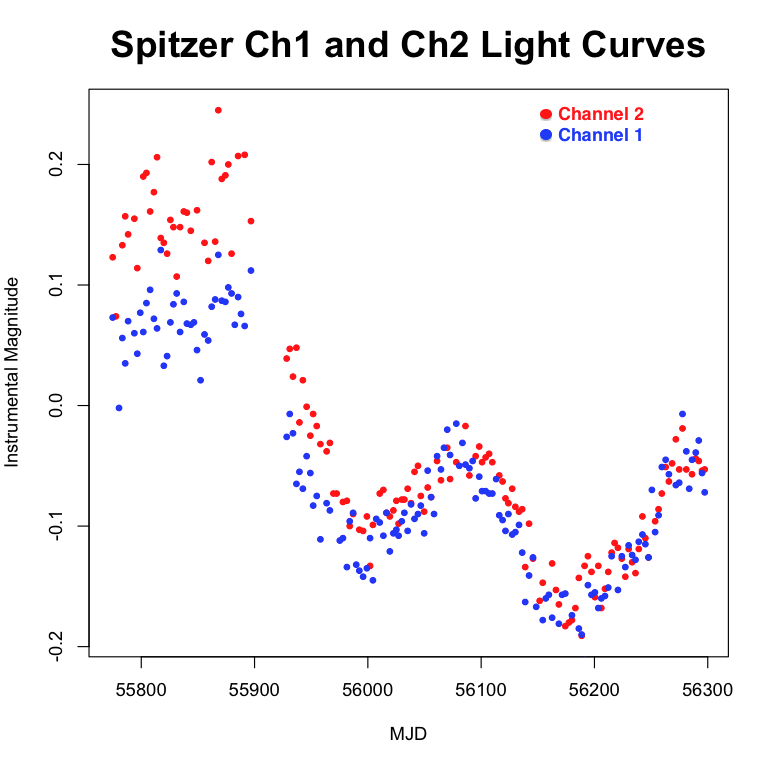 Spitzer Ch1 and Ch2 Light Curves
Channel 2
Channel 1
Instrumental Magnitude
0.2
0.1
0.0
-0.1
-0.2
55800 55900 56000 56100 56200 56300
MJD